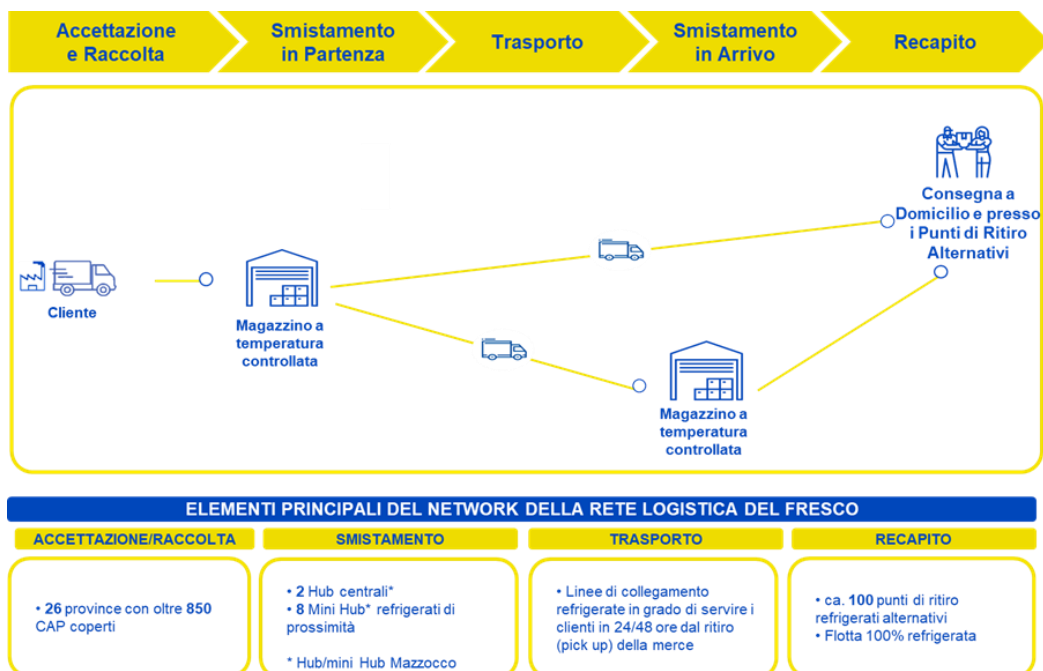 Accettazione
e Raccolta
Smistamento
in Partenza
Trasporto
Smistamento
in Arrivo
Recapito
Consegna a
Domicilio e presso
i Punti di Ritiro
Alternativi
Cliente
Magazzino a
temperatura
controllata
Magazzino a
temperatura
controllata
ELEMENTI PRINCIPALI DEL NETWORK DELLA RETE LOGISTICA DEL FRESCO
ACCETTAZIONE/RACCOLTA
• 26 province con oltre 850
CAP coperti
SMISTAMENTO
• 2 Hub centrali*
• 8 Mini Hub* refrigerati di
prossimità
* Hub/mini Hub Mazzocco
TRASPORTO
• Linee di collegamento
refrigerate in grado di servire i
clienti in 24/48 ore dal ritiro
(pick up) della merce
RECAPITO
• ca. 100 punti di ritiro
refrigerati alternativi
• Flotta 100% refrigerata